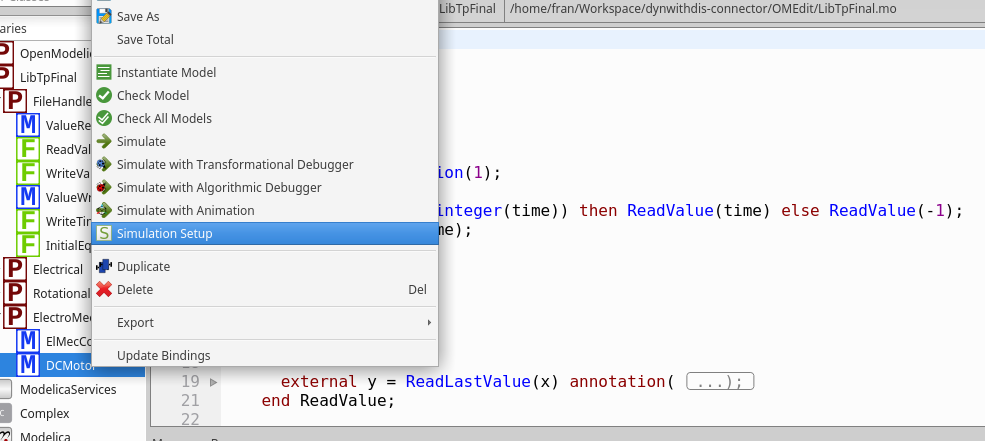 LibTpFinal /home/fran/Workspace/dynwithdis-connector/OMEdit/LibTpFinal.mo
Save As
Save Total
Instantiate Model
Check Model
Check All Models
Simulate
Simulate with Transformational Debugger
Simulate with Algorithmic Debugger
Simulate with Animation
Simulation Setup
Duplicate
Delete Del
Export
Update Bindings
aries
P OpenModeli
P LibTpFinal
P FileHandle
M ValueRe
F ReadVal
F WriteVa
M ValueWr
F WriteTin
F InitialEq
P Electrical
P Rotational
P ElectroMe
M ElMecCo
M DCMotor
ModelicaServices
C Complex
Modelica
ion(1);
integer(time)) then ReadValue(time) else ReadValue(-1);
me);
19 external y = ReadLastValue(x) annotation( ...);
21 end ReadValue;
22